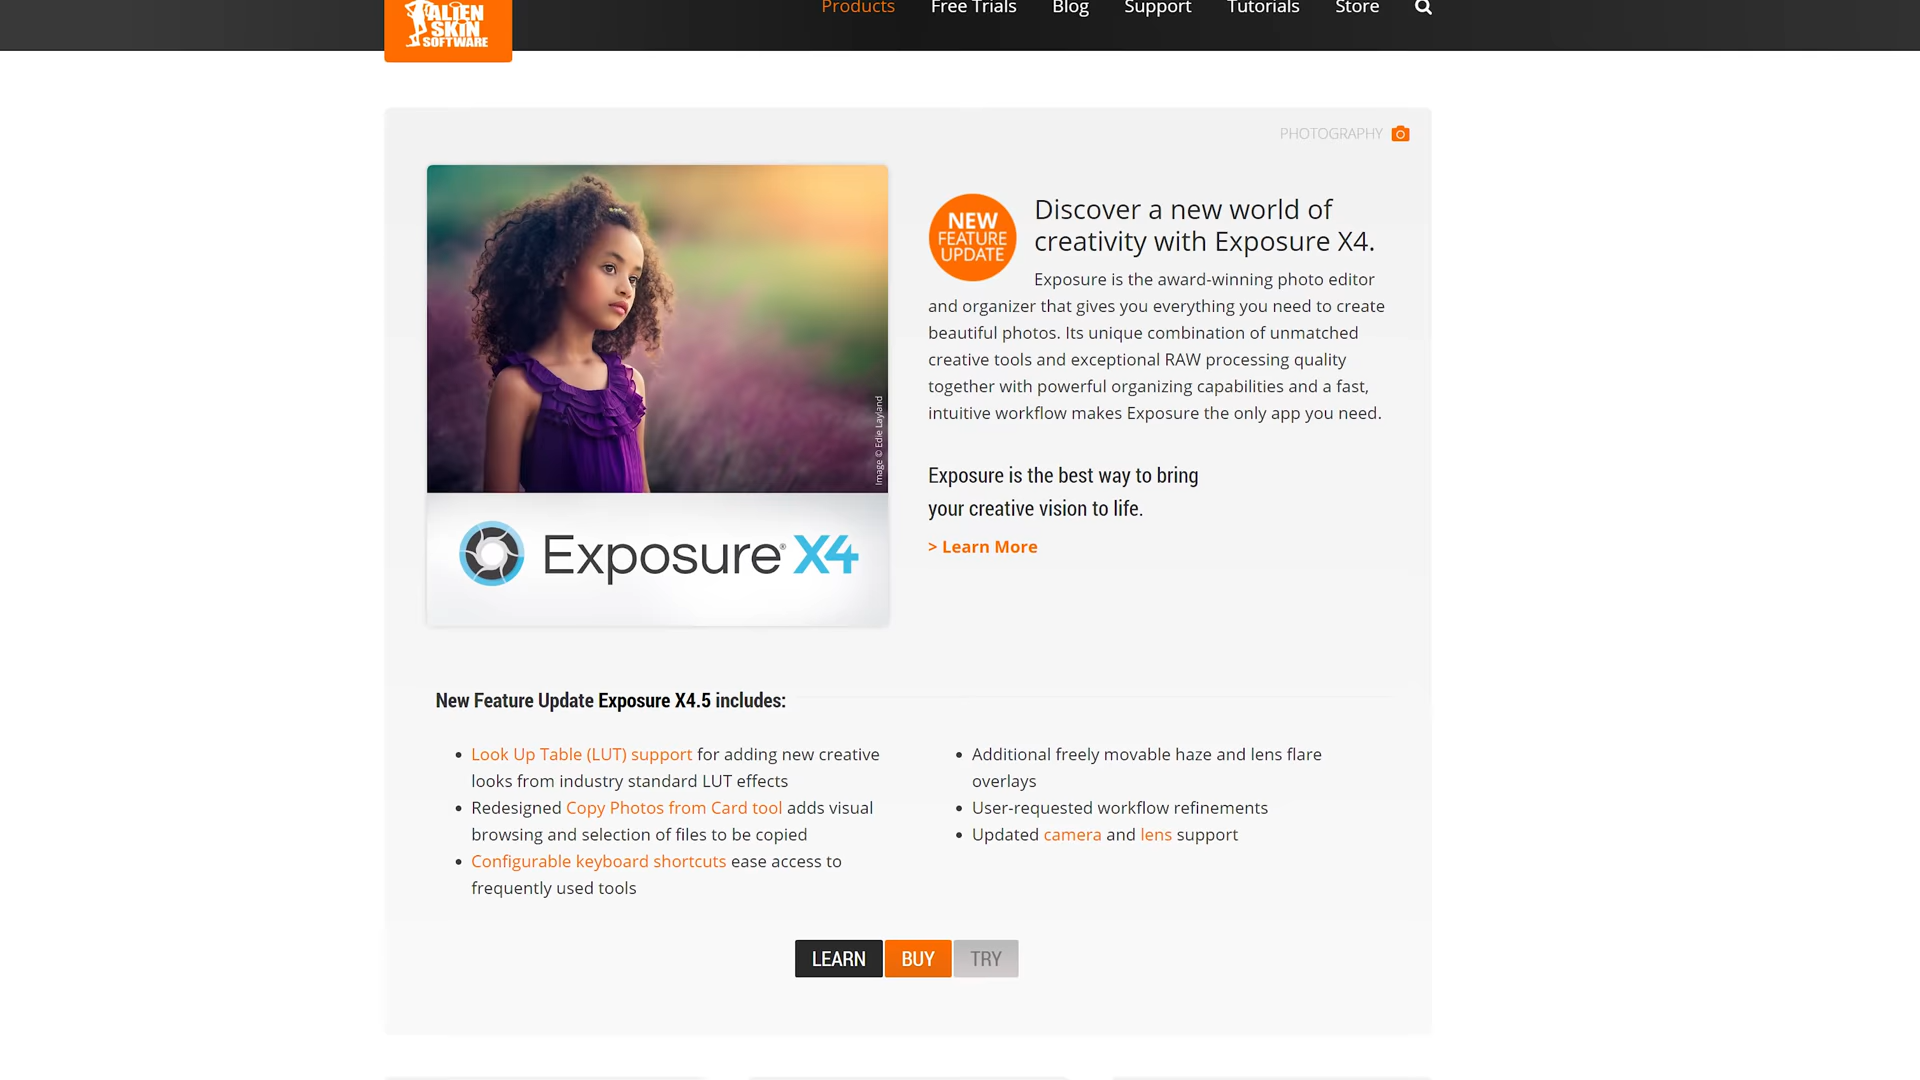 ALIEN
SKIN
SOFTWARE
Products Free Trials Blog Support Tutorials Store
PHOTOGRAPHY
NEW
FEATURE
UPDATE
Discover a new world of
creativity with Exposure X4.
Exposure is the award-winning photo editor
and organizer that gives you everything you need to create
beautiful photos. Its unique combination of unmatched
creative tools and exceptional RAW processing quality
together with powerful organizing capabilities and a fast,
intuitive workflow makes Exposure the only app you need.
Image © Edie Layland
Exposure® X4
Exposure is the best way to bring
your creative vision to life.
> Learn More
New Feature Update Exposure X4.5 includes:
• Look Up Table (LUT) support for adding new creative
looks from industry standard LUT effects
• Redesigned Copy Photos from Card tool adds visual
browsing and selection of files to be copied
• Configurable keyboard shortcuts ease access to
frequently used tools
• Additional freely movable haze and lens flare
overlays
• User-requested workflow refinements
• Updated camera and lens support
LEARN BUY TRY